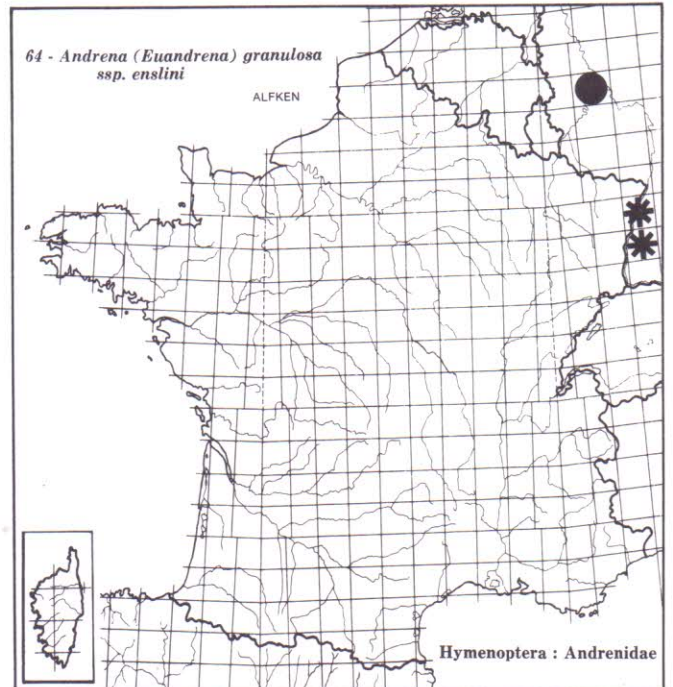 64 - Andrena (Euandrena) granulosa
ssp. enslini
ALFKEN
Hymenoptera : Andrenidae